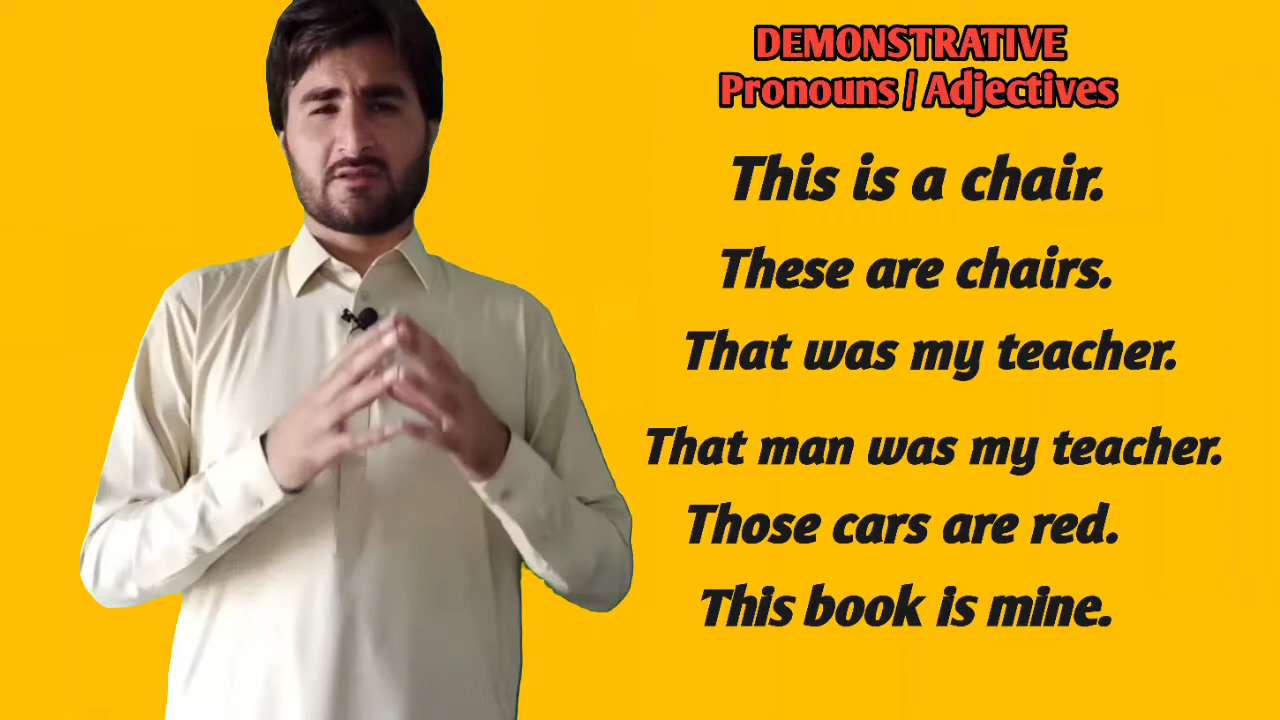 DEMONSTRATIVE
Pronouns / Adjectives
This is a chair.
These are chairs.
That was my teacher.
That man was my teacher.
Those cars are red.
This book is mine.